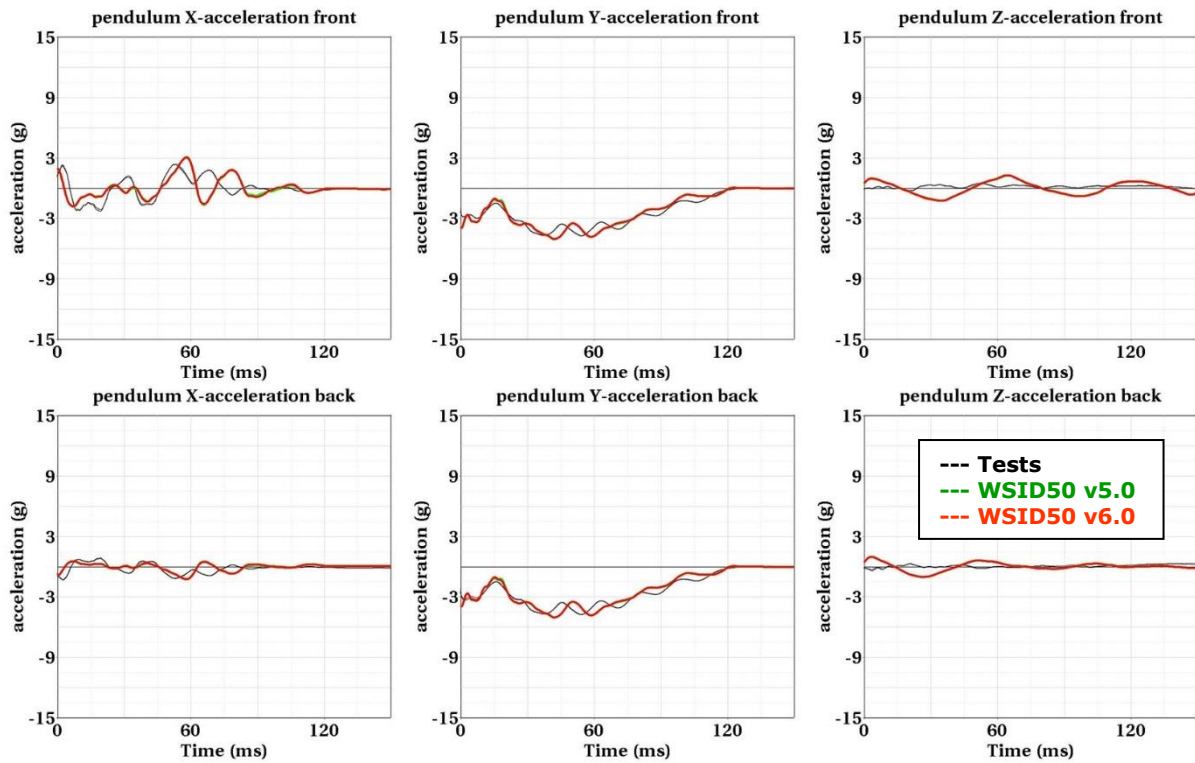 pendulum X-acceleration front
15
9
3
-3
-9
-15
acceleration (g)
0
60
120
Time (ms)
pendulum Y-acceleration front
15
9
3
-3
-9
-15
acceleration (g)
0
60
120
Time (ms)
pendulum Z-acceleration front
15
9
3
-3
-9
-15
acceleration (g)
0
60
120
Time (ms)
pendulum X-acceleration back
15
9
3
-3
-9
-15
acceleration (g)
0
60
120
Time (ms)
pendulum Y-acceleration back
15
9
3
-3
-9
-15
acceleration (g)
0
60
120
Time (ms)
pendulum Z-acceleration back
15
9
3
-3
-9
-15
acceleration (g)
0
60
120
Time (ms)
--- Tests
--- WSID50 v5.0
--- WSID50 v6.0